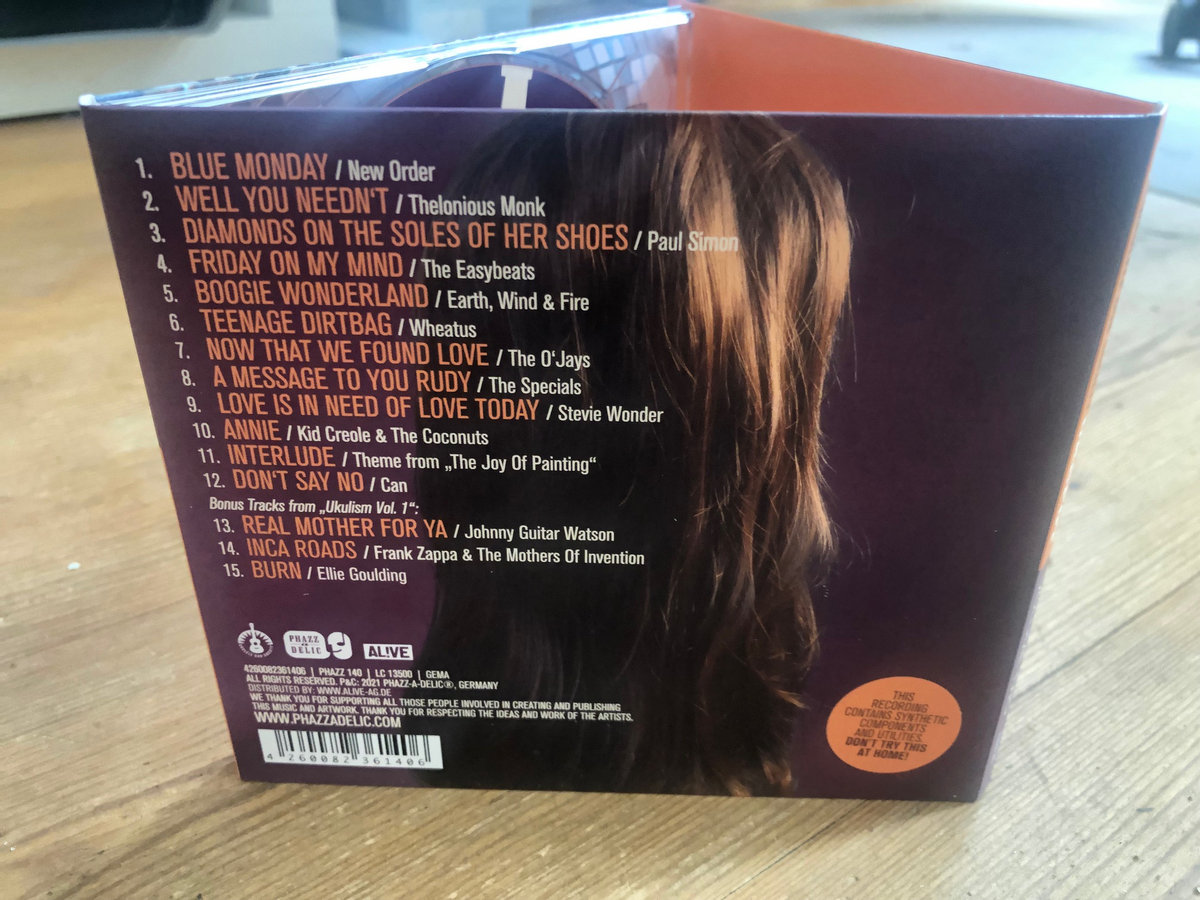 1. BLUE MONDAY / New Order
2. WELL YOU NEEDN'T / Thelonious Monk
3. DIAMONDS ON THE SOLES OF HER SHOES / Paul Simon
4. FRIDAY ON MY MIND / The Easybeats
5. BOOGIE WONDERLAND / Earth, Wind & Fire
6. TEENAGE DIRTBAG / Wheatus
7. NOW THAT WE FOUND LOVE / The O‘Jays
8. A MESSAGE TO YOU RUDY / The Specials
9. LOVE IS IN NEED OF LOVE TODAY / Stevie Wonder
10. ANNIE / Kid Creole & The Coconuts
11. INTERLUDE / Theme from „The Joy Of Painting“
12. DON‘T SAY NO / Can
Bonus Tracks from „Ukulism Vol. 1“:
13. REAL MOTHER FOR YA / Johnny Guitar Watson
14. INCA ROADS / Frank Zappa & The Mothers Of Invention
15. BURN / Ellie Goulding
PHAZZ
a
DELIC
AL!VE
4260082361406 | PHAZZ 140 | LC 13500 | GEMA
ALL RIGHTS RESERVED. P&C: 2021 PHAZZ-A-DELIC®, GERMANY
DISTRIBUTED BY: WWW.ALIVE-AG.DE
WE THANK YOU FOR SUPPORTING ALL THOSE PEOPLE INVOLVED IN CREATING AND PUBLISHING
THIS MUSIC AND ARTWORK. THANK YOU FOR RESPECTING THE IDEAS AND WORK OF THE ARTISTS.
WWW.PHAZZADELIC.COM
4 260082 361406
THIS
RECORDING
CONTAINS SYNTHETIC
COMPONENTS
AND UTILITIES.
DON'T TRY THIS
AT HOME!